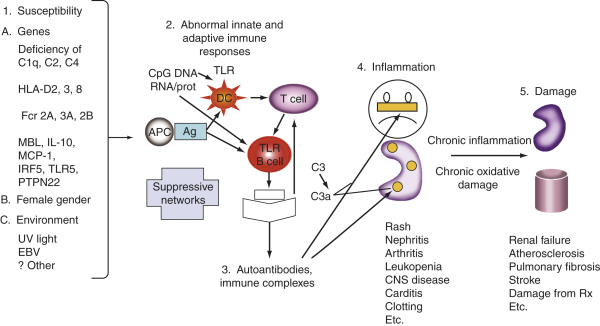 1. Susceptibility
A. Genes
Deficiency of
C1q, C2, C4
HLA-D2, 3, 8
Fcr 2A, 3A, 2B
MBL, IL-10,
MCP-1,
IRF5, TLR5,
PTPN22
B. Female gender
C. Environment
UV light
EBV
? Other
2. Abnormal innate and
adaptive immune
responses
CpG DNA
RNA/prot
TLR
DC
T cell
APC
Ag
TLR
B cell
Suppressive
networks
3. Autoantibodies,
immune complexes
C3
C3a
4. Inflammation
Rash
Nephritis
Arthritis
Leukopenia
CNS disease
Carditis
Clotting
Etc.
Chronic inflammation
Chronic oxidative
damage
5. Damage
Renal failure
Atherosclerosis
Pulmonary fibrosis
Stroke
Damage from Rx
Etc.